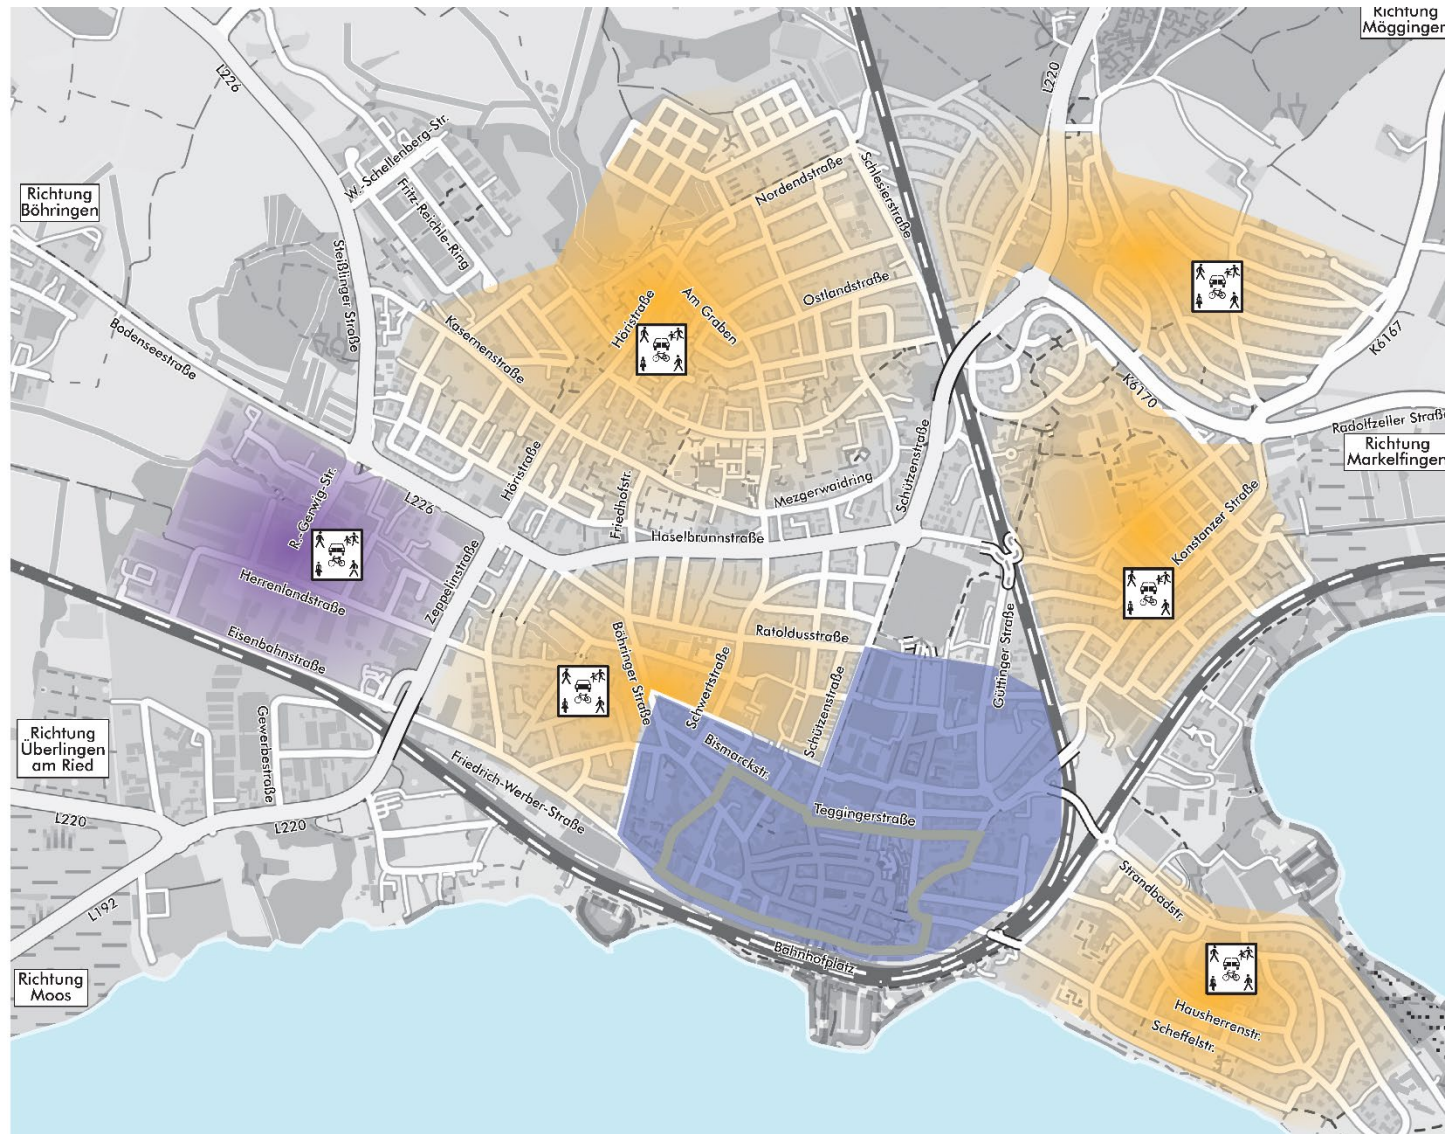 Richtung
Möggingen
L220
L226
W.-Schellenberg-Str.
Fritz-Reichle-Ring
Schlesierstraße
Nordendstraße
Richtung
Böhringen
Steißlinger Straße
Bodenseestraße
Ostlandstraße
Am Graben
Höristraße
Kasernenstraße
K6167
K6170
Radolfzeller Straße
Richtung
Markelfingen
Höristraße
Schützenstraße
Mezgerwaidring
Friedhofstr.
Haselbrunnstraße
L226
R.-Gerwig-Str.
Konstanzer Straße
Herrenlandstraße
Zeppelinstraße
Eisenbahnstraße
Ratoldusstraße
Böhringer Straße
Schwertstraße
Schützenstraße
Güttinger Straße
Gewerbestraße
Richtung
Überlingen
am Ried
Bismarckstr.
Friedrich-Werber-Straße
Teggingerstraße
L220
L220
Strandbadstr.
L192
Bahnhofplatz
Richtung
Moos
Hausherrenstr.
Scheffelstr.